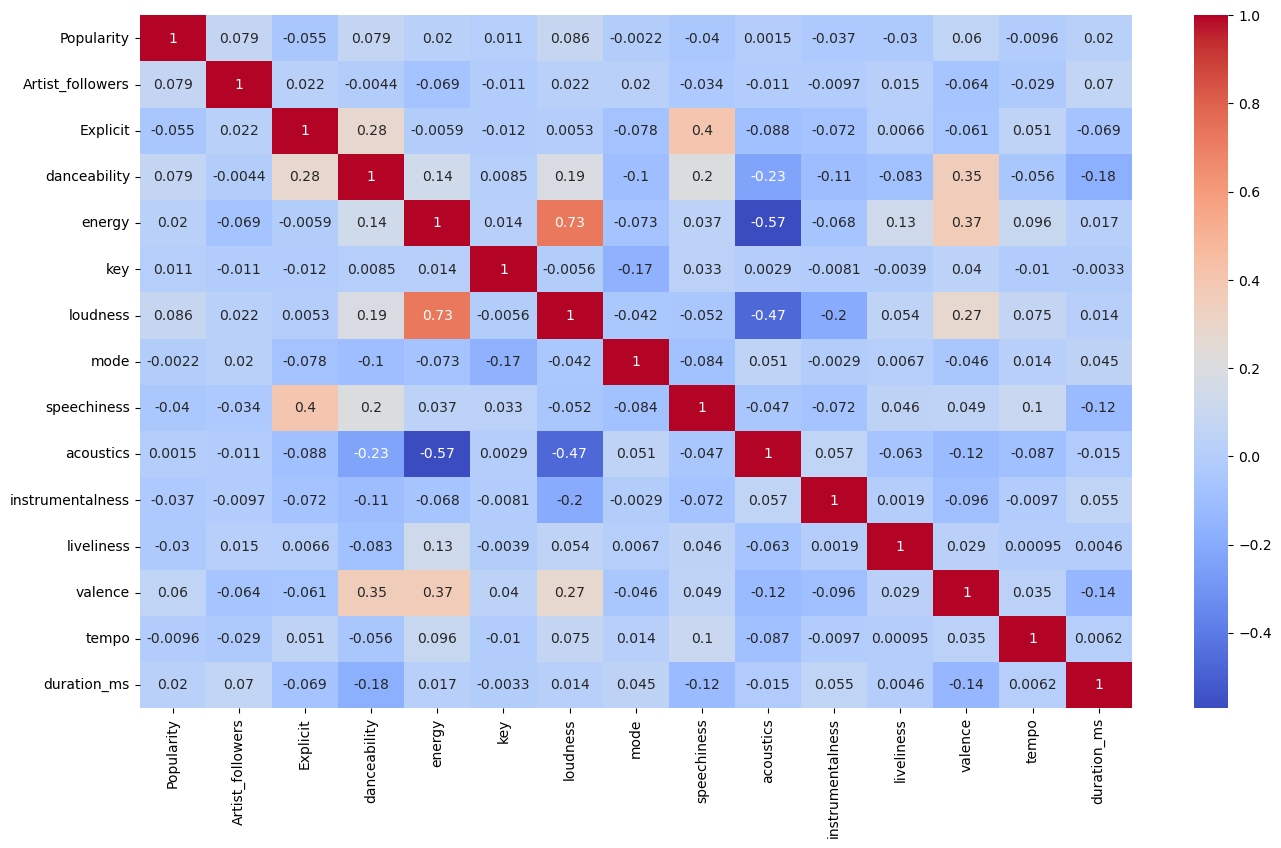 Popularity 1 0.079 -0.055 0.079 0.02 0.011 0.086 -0.0022 -0.04 0.0015 -0.037 -0.03 0.06 -0.0096 0.02
Artist_followers 0.079 1 0.022 -0.0044 -0.069 -0.011 0.022 0.02 -0.034 -0.011 -0.0097 0.015 -0.064 -0.029 0.07
Explicit -0.055 0.022 1 0.28 -0.0059 -0.012 0.0053 -0.078 0.4 -0.088 -0.072 0.0066 -0.061 0.051 -0.069
danceability 0.079 -0.0044 0.28 1 0.14 0.0085 0.19 -0.1 0.2 -0.23 -0.11 -0.083 0.35 -0.056 -0.18
energy 0.02 -0.069 -0.0059 0.14 1 0.014 0.73 -0.073 0.037 -0.57 -0.068 0.13 0.37 0.096 0.017
key 0.011 -0.011 -0.012 0.0085 0.014 1 -0.0056 -0.17 0.033 0.0029 -0.0081 -0.0039 0.04 -0.01 -0.0033
loudness 0.086 0.022 0.0053 0.19 0.73 -0.0056 1 -0.042 -0.052 -0.47 -0.2 0.054 0.27 0.075 0.014
mode -0.0022 0.02 -0.078 -0.1 -0.073 -0.17 -0.042 1 -0.084 0.051 -0.0029 0.0067 -0.046 0.014 0.045
speechiness -0.04 -0.034 0.4 0.2 0.037 0.033 -0.052 -0.084 1 -0.047 -0.072 0.046 0.049 0.1 -0.12
acoustics 0.0015 -0.011 -0.088 -0.23 -0.57 0.0029 -0.47 0.051 -0.047 1 0.057 -0.063 -0.12 -0.087 -0.015
instrumentalness -0.037 -0.0097 -0.072 -0.11 -0.068 -0.0081 -0.2 -0.0029 -0.072 0.057 1 0.0019 -0.096 -0.0097 0.055
liveliness -0.03 0.015 0.0066 -0.083 0.13 -0.0039 0.054 0.0067 0.046 -0.063 0.0019 1 0.029 0.00095 0.0046
valence 0.06 -0.064 -0.061 0.35 0.37 0.04 0.27 -0.046 0.049 -0.12 -0.096 0.029 1 0.035 -0.14
tempo -0.0096 -0.029 0.051 -0.056 0.096 -0.01 0.075 0.014 0.1 -0.087 -0.0097 0.00095 0.035 1 0.0062
duration_ms 0.02 0.07 -0.069 -0.18 0.017 -0.0033 0.014 0.045 -0.12 -0.015 0.055 0.0046 -0.14 0.0062 1
Popularity
Artist_followers
Explicit
danceability
energy
key
loudness
mode
speechiness
acoustics
instrumentalness
liveliness
valence
tempo
duration_ms
1.0
0.8
0.6
0.4
0.2
0.0
−0.2
−0.4